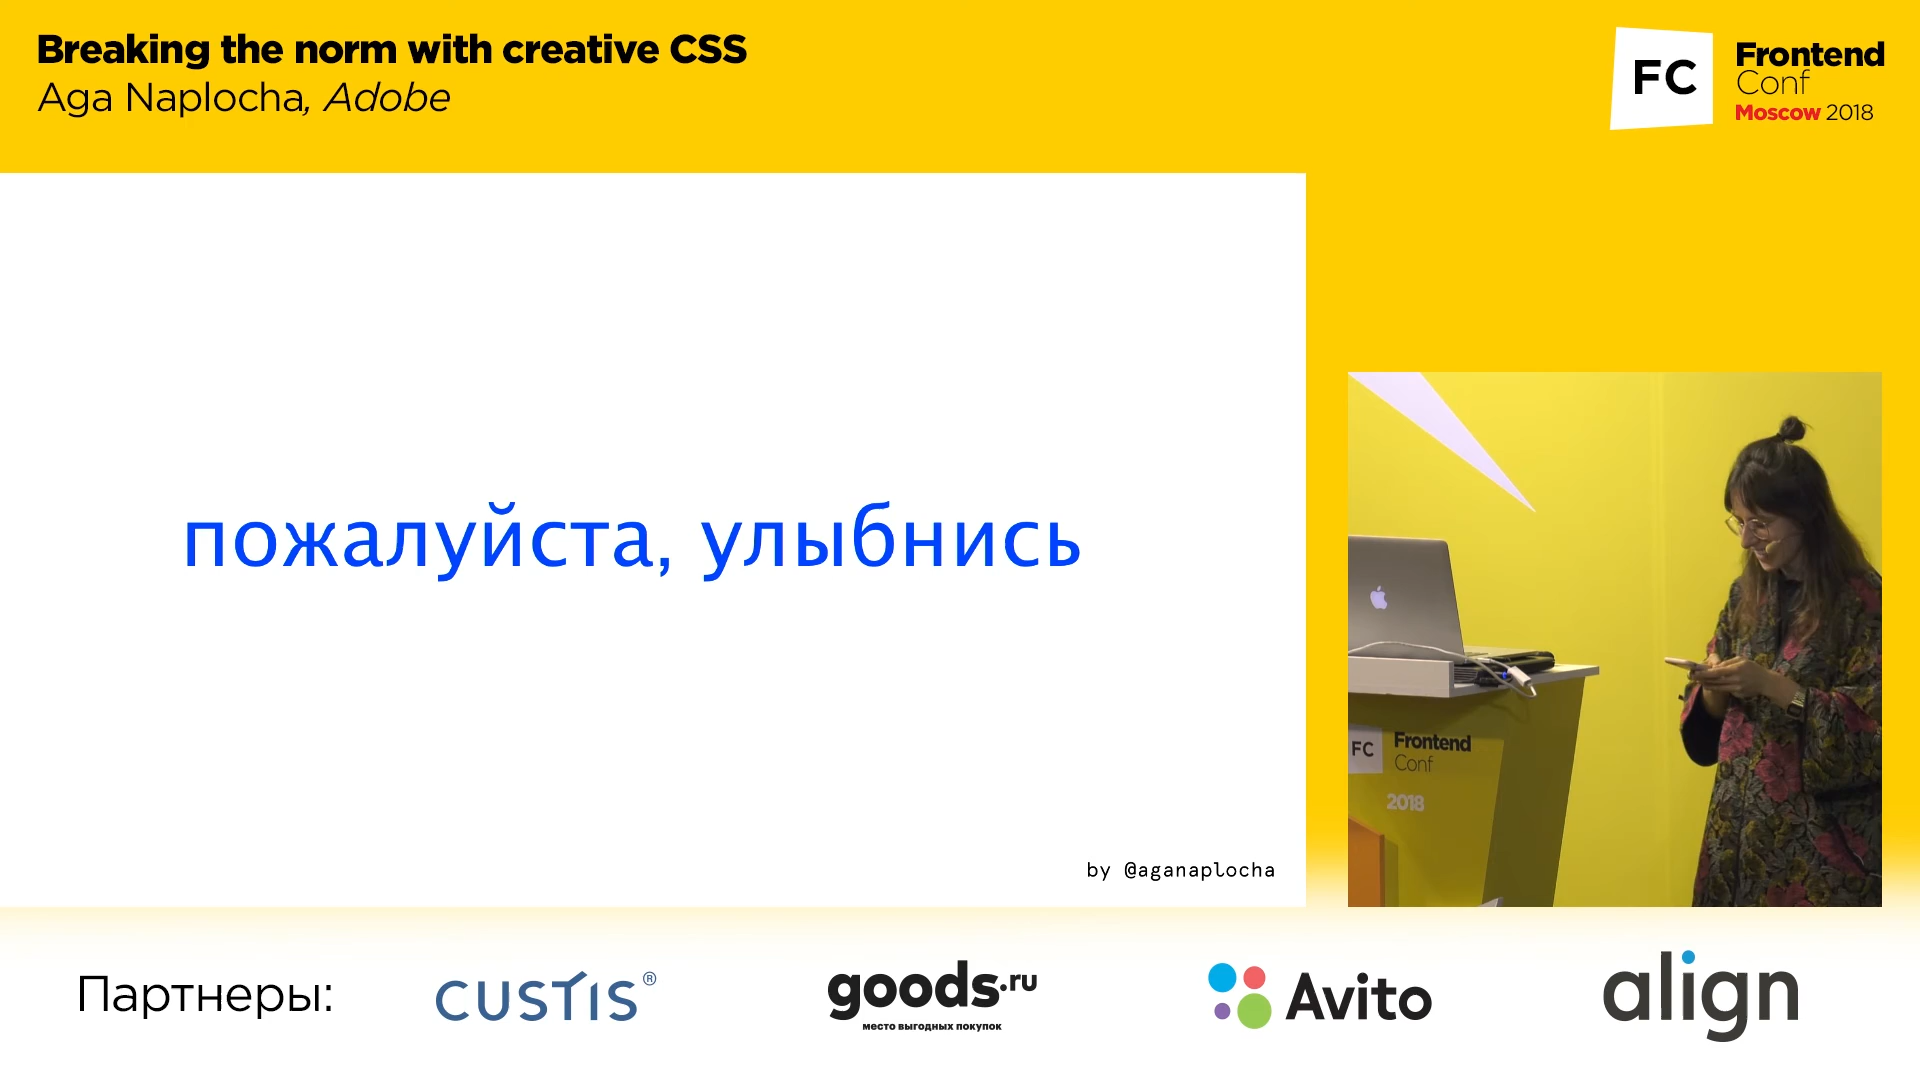 Breaking the norm with creative CSS
Aga Naplocha, Adobe
FC
Frontend
Conf
Moscow 2018
пожалуйста, улыбнись
by @aganaplocha
FC
Frontend
Conf
2018
Партнеры:
CUSTIS®
goods.ru
место выгодных покупок
Avito
align